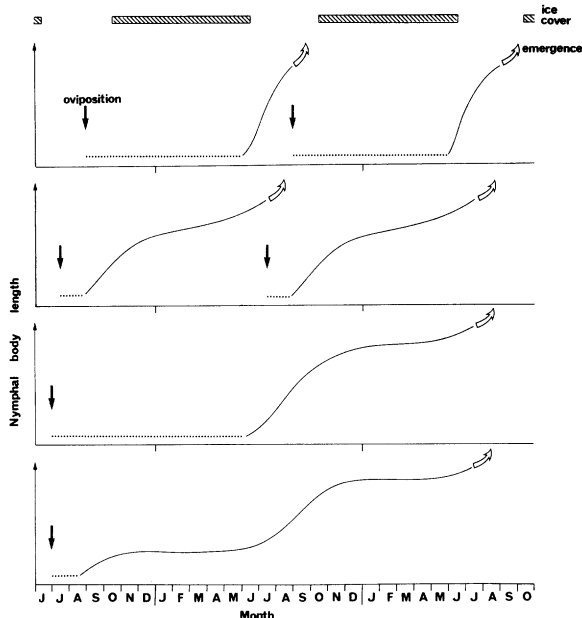 ice
cover
emergence
oviposition
Nymphal body length
J J A S O N D J F M A M J J A S O N D J F M A M J J A S O
Month